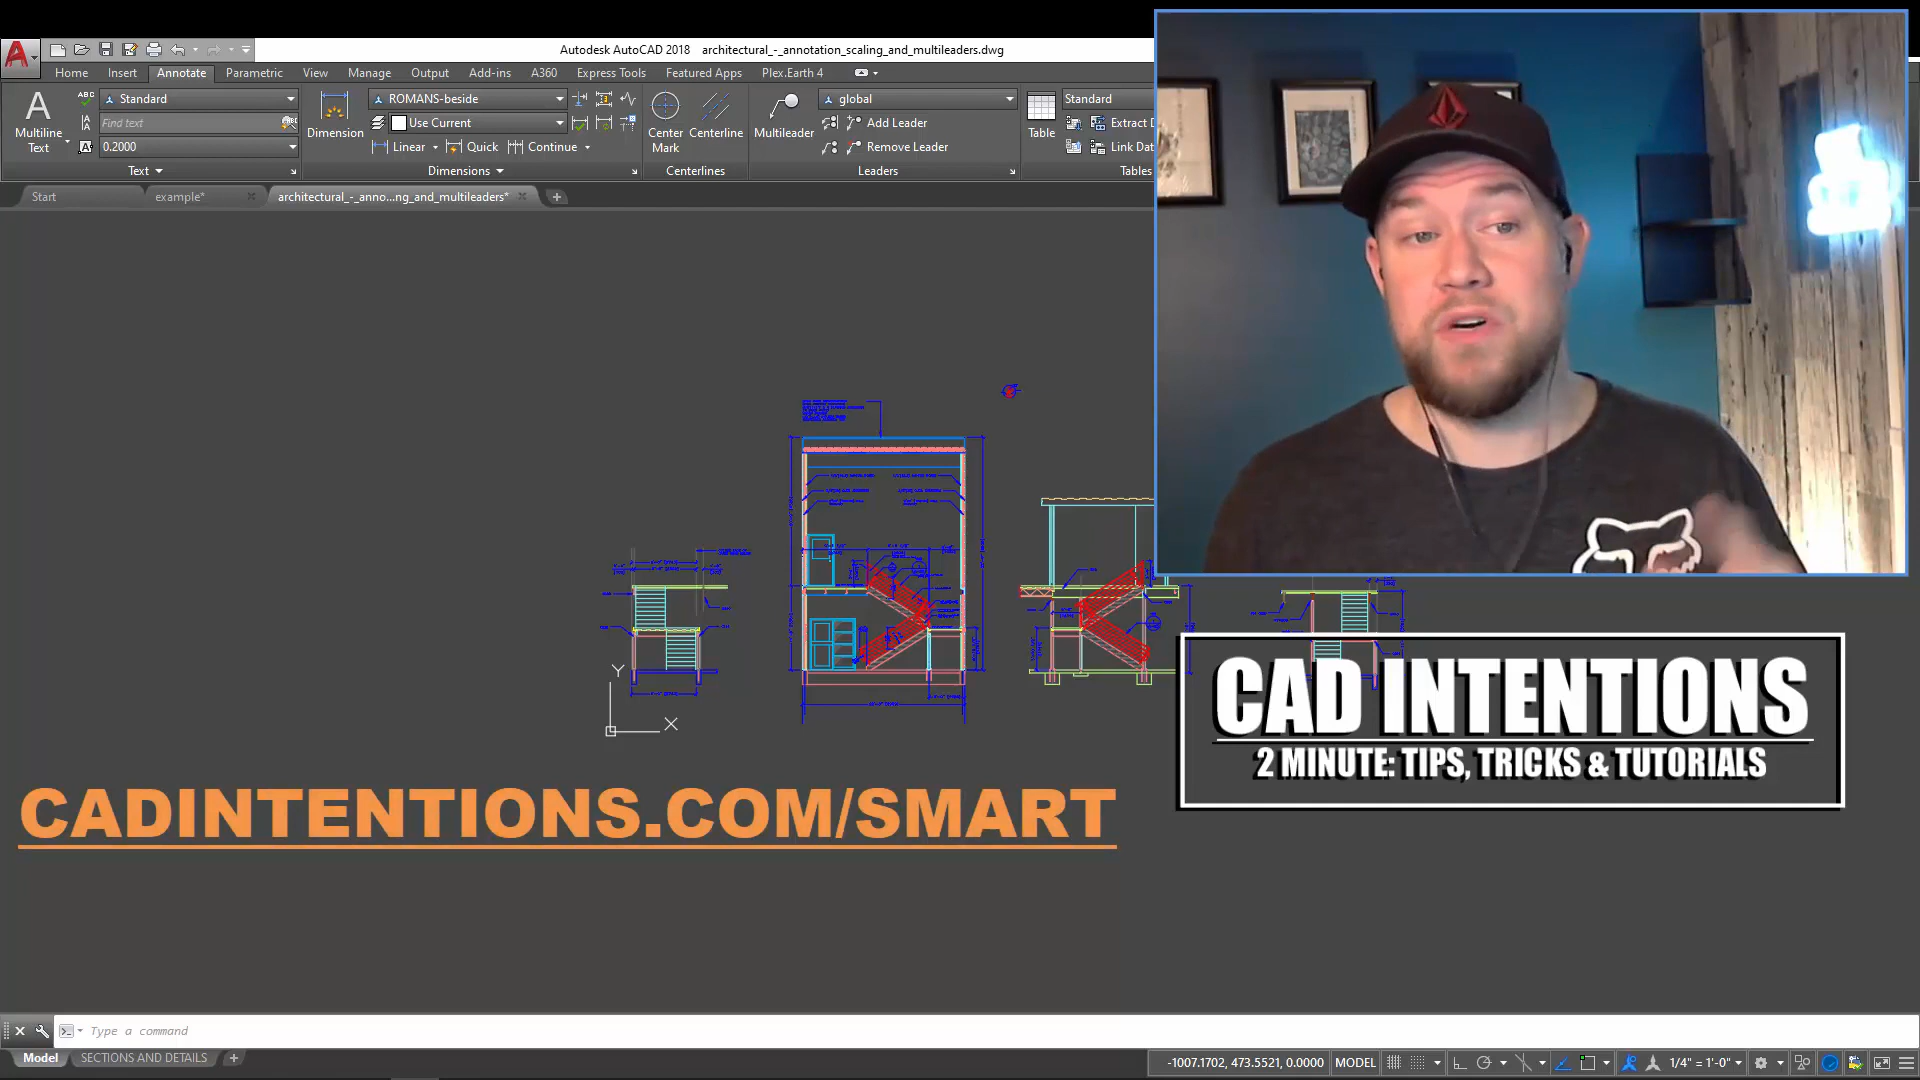 Autodesk AutoCAD 2018 architectural_-_annotation_scaling_and_multileaders.dwg
Home Insert Annotate Parametric View Manage Output Add-ins A360 Express Tools Featured Apps Plex.Earth 4
Multiline Text
Standard
Find text
0.2000
Text
Dimension
ROMANS-beside
Use Current
Linear Quick Continue
Dimensions
Center Mark
Centerline
Centerlines
Multileader
global
Add Leader
Remove Leader
Leaders
Table
Standard
Extract D
Link Dat
Tables
Start example* architectural_-_anno...ng_and_multileaders*
Y
X
CAD INTENTIONS
2 MINUTE: TIPS, TRICKS & TUTORIALS
CADINTENTIONS.COM/SMART
Type a command
Model SECTIONS AND DETAILS
-1007.1702, 473.5521, 0.0000 MODEL 1/4" = 1'-0"